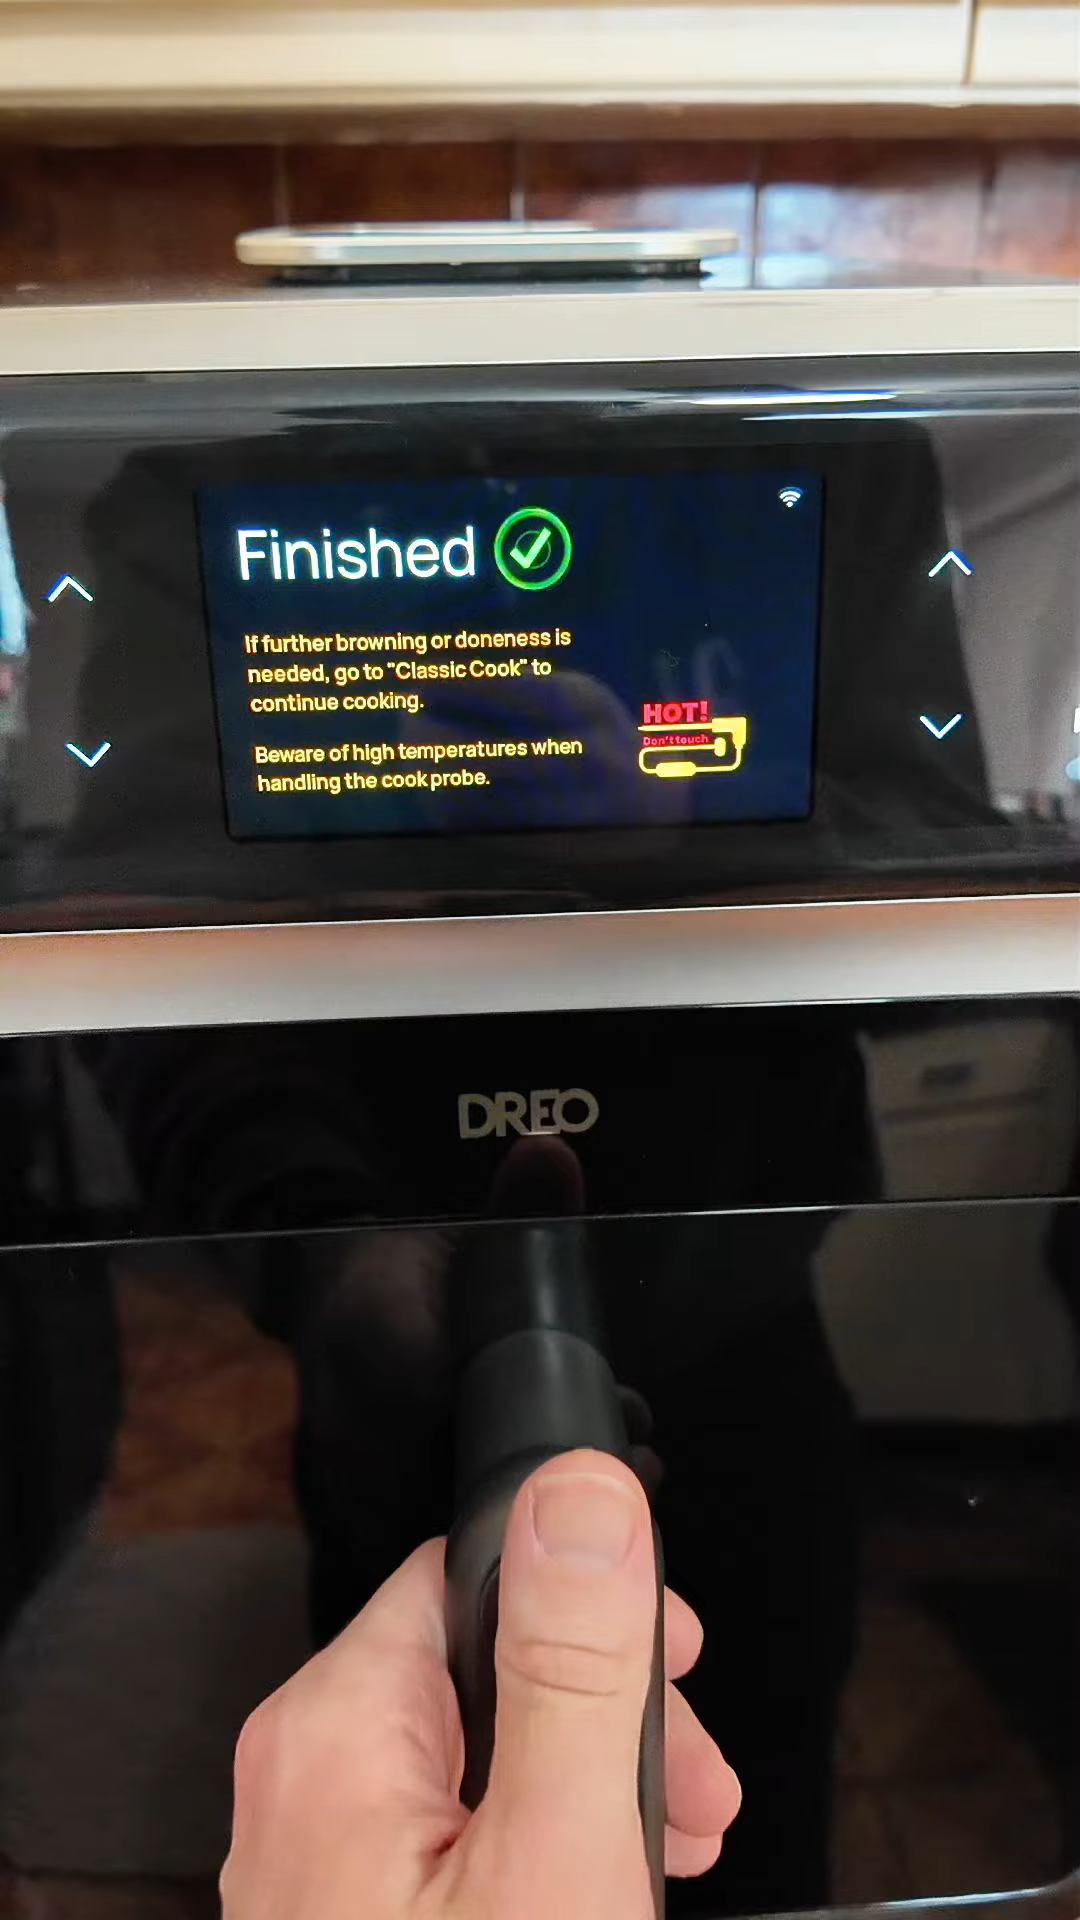 Finished
If further browning or doneness is
needed, go to "Classic Cook" to
continue cooking.
Beware of high temperatures when
handling the cook probe.
HOT!
Don't touch
DREO